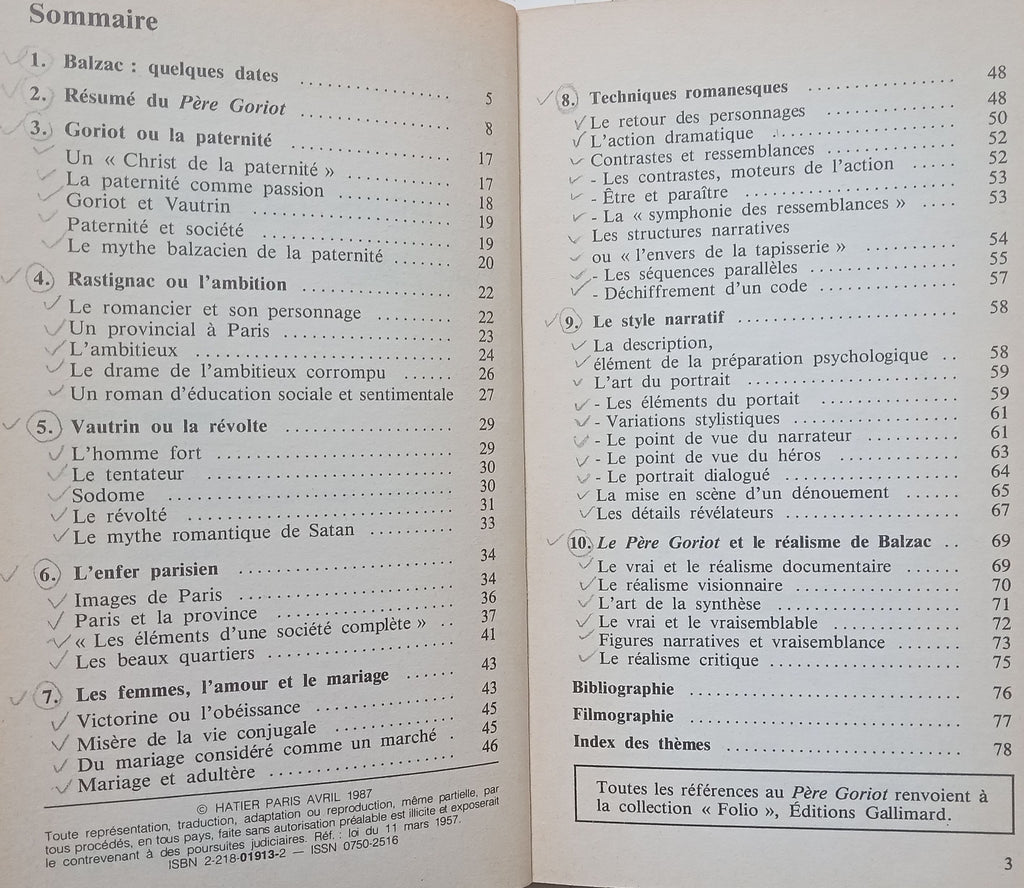 Sommaire
1. Balzac : quelques dates .................. 5
2. Résumé du Père Goriot .................. 8
3. Goriot ou la paternité .................. 17
Un « Christ de la paternité » .................. 17
La paternité comme passion .................. 18
Goriot et Vautrin .................. 19
Paternité et société .................. 19
Le mythe balzacien de la paternité ....... 20
4. Rastignac ou l'ambition .................. 22
Le romancier et son personnage ........ 22
Un provincial à Paris .................. 23
L'ambitieux .................. 24
Le drame de l'ambitieux corrompu ...... 26
Un roman d'éducation sociale et sentimentale 27
5. Vautrin ou la révolte .................. 29
L'homme fort .................. 29
Le tentateur .................. 30
Sodome .................. 30
Le révolté .................. 31
Le mythe romantique de Satan .......... 33
6. L'enfer parisien .................. 34
Images de Paris .................. 34
Paris et la province .................. 36
« Les éléments d'une société complète » .. 37
Les beaux quartiers .................. 41
7. Les femmes, l'amour et le mariage ...... 43
Victorine ou l'obéissance .................. 43
Misère de la vie conjugale .................. 45
Du mariage considéré comme un marché . 45
Mariage et adultère .................. 46
© HATIER PARIS AVRIL 1987
Toute représentation, traduction, adaptation ou reproduction, même partielle, par
tous procédés, en tous pays, faite sans autorisation préalable est illicite et exposerait
le contrevenant à des poursuites judiciaires. Réf. : loi du 11 mars 1957.
ISBN 2-218-01913-2 — ISSN 0750-2516
8. Techniques romanesques .................. 48
Le retour des personnages .................. 48
L'action dramatique .................. 50
Contrastes et ressemblances .................. 52
- Les contrastes, moteurs de l'action ..... 52
- Être et paraître .................. 53
- La « symphonie des ressemblances » .... 53
Les structures narratives
ou « l'envers de la tapisserie » .......... 54
- Les séquences parallèles .................. 55
- Déchiffrement d'un code .................. 57
9. Le style narratif .................. 58
La description,
élément de la préparation psychologique .. 58
L'art du portrait .................. 59
- Les éléments du portait .................. 59
- Variations stylistiques .................. 61
- Le point de vue du narrateur .......... 61
- Le point de vue du héros .................. 63
- Le portrait dialogué .................. 64
La mise en scène d'un dénouement ...... 65
Les détails révélateurs .................. 67
10. Le Père Goriot et le réalisme de Balzac .. 69
Le vrai et le réalisme documentaire ...... 69
Le réalisme visionnaire .................. 70
L'art de la synthèse .................. 71
Le vrai et le vraisemblable .................. 72
Figures narratives et vraisemblance ....... 73
Le réalisme critique .................. 75
Bibliographie .................. 76
Filmographie .................. 77
Index des thèmes .................. 78
Toutes les références au Père Goriot renvoient à
la collection « Folio », Éditions Gallimard.
3